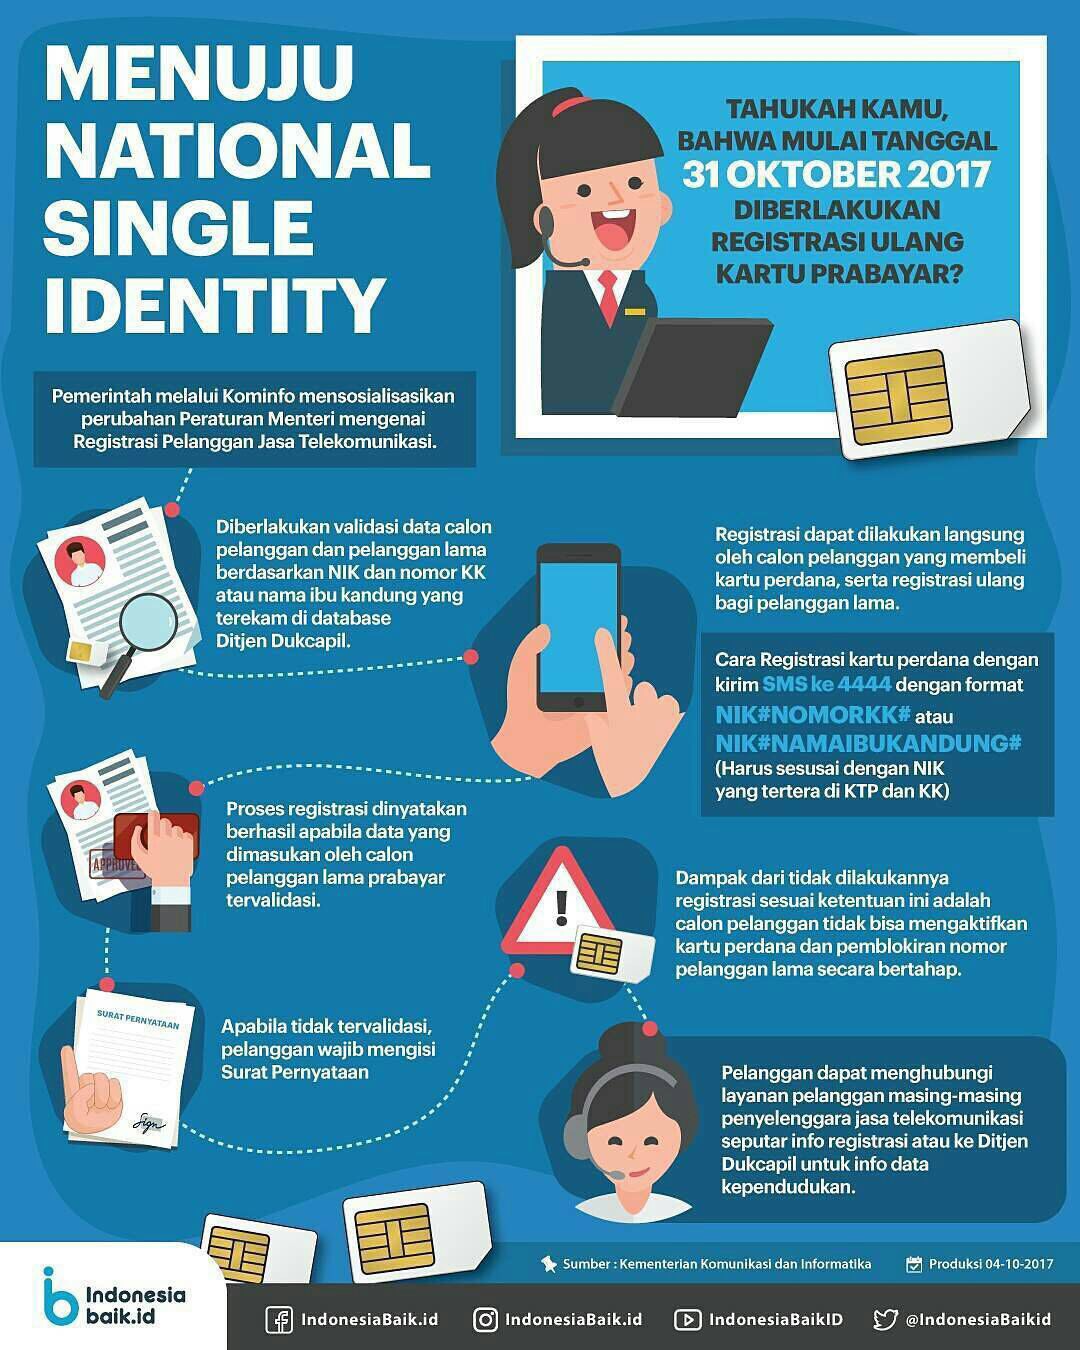 MENUJU
NATIONAL
SINGLE
IDENTITY
TAHUKAH KAMU,
BAHWA MULAI TANGGAL
31 OKTOBER 2017
DIBERLAKUKAN
REGISTRASI ULANG
KARTU PRABAYAR?
Pemerintah melalui Kominfo mensosialisasikan
perubahan Peraturan Menteri mengenai
Registrasi Pelanggan Jasa Telekomunikasi.
Diberlakukan validasi data calon
pelanggan dan pelanggan lama
berdasarkan NIK dan nomor KK
atau nama ibu kandung yang
terekam di database
Ditjen Dukcapil.
Registrasi dapat dilakukan langsung
oleh calon pelanggan yang membeli
kartu perdana, serta registrasi ulang
bagi pelanggan lama.
Cara Registrasi kartu perdana dengan
kirim SMS ke 4444 dengan format
NIK#NOMORKK# atau
NIK#NAMAIBUKANDUNG#
(Harus sesusai dengan NIK
yang tertera di KTP dan KK)
APPROVED
Proses registrasi dinyatakan
berhasil apabila data yang
dimasukan oleh calon
pelanggan lama prabayar
tervalidasi.
Dampak dari tidak dilakukannya
registrasi sesuai ketentuan ini adalah
calon pelanggan tidak bisa mengaktifkan
kartu perdana dan pemblokiran nomor
pelanggan lama secara bertahap.
SURAT PERNYATAAN
Sign
Apabila tidak tervalidasi,
pelanggan wajib mengisi
Surat Pernyataan
Pelanggan dapat menghubungi
layanan pelanggan masing-masing
penyelenggara jasa telekomunikasi
seputar info registrasi atau ke Ditjen
Dukcapil untuk info data
kependudukan.
Sumber : Kementerian Komunikasi dan Informatika
Produksi 04-10-2017
Indonesia
baik.id
IndonesiaBaik.id
IndonesiaBaik.id
IndonesiaBaikID
@IndonesiaBaikid